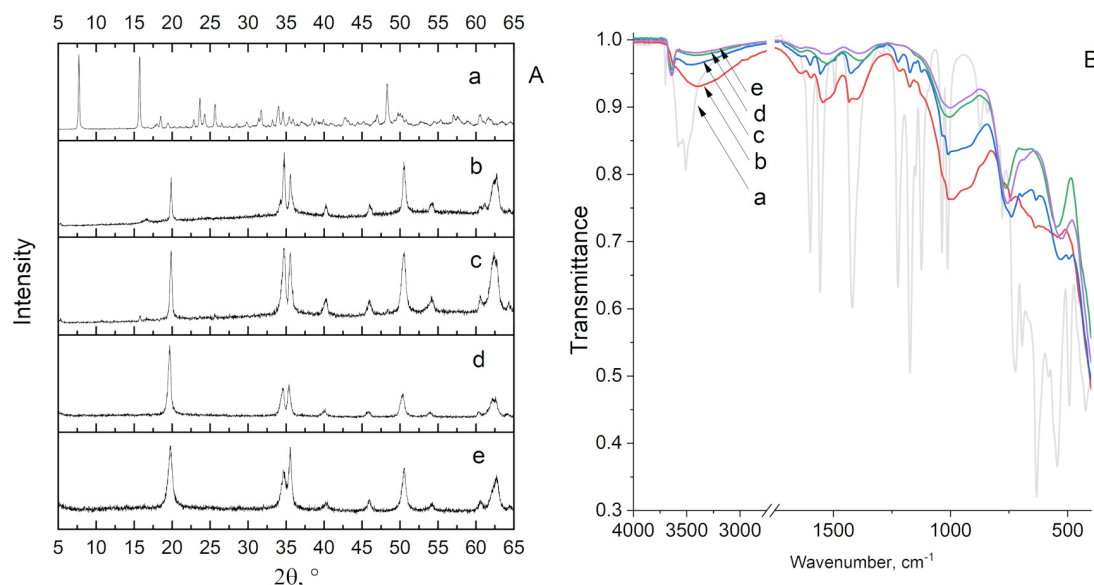 5 10 15 20 25 30 35 40 45 50 55 60 65
a A
b
c
d
e
Intensity
5 10 15 20 25 30 35 40 45 50 55 60 65
2θ, °
B
1.0
0.9
0.8
0.7
0.6
0.5
0.4
0.3
Transmittance
e
d
c
b
a
4000 3500 3000 1500 1000 500
Wavenumber, cm⁻¹